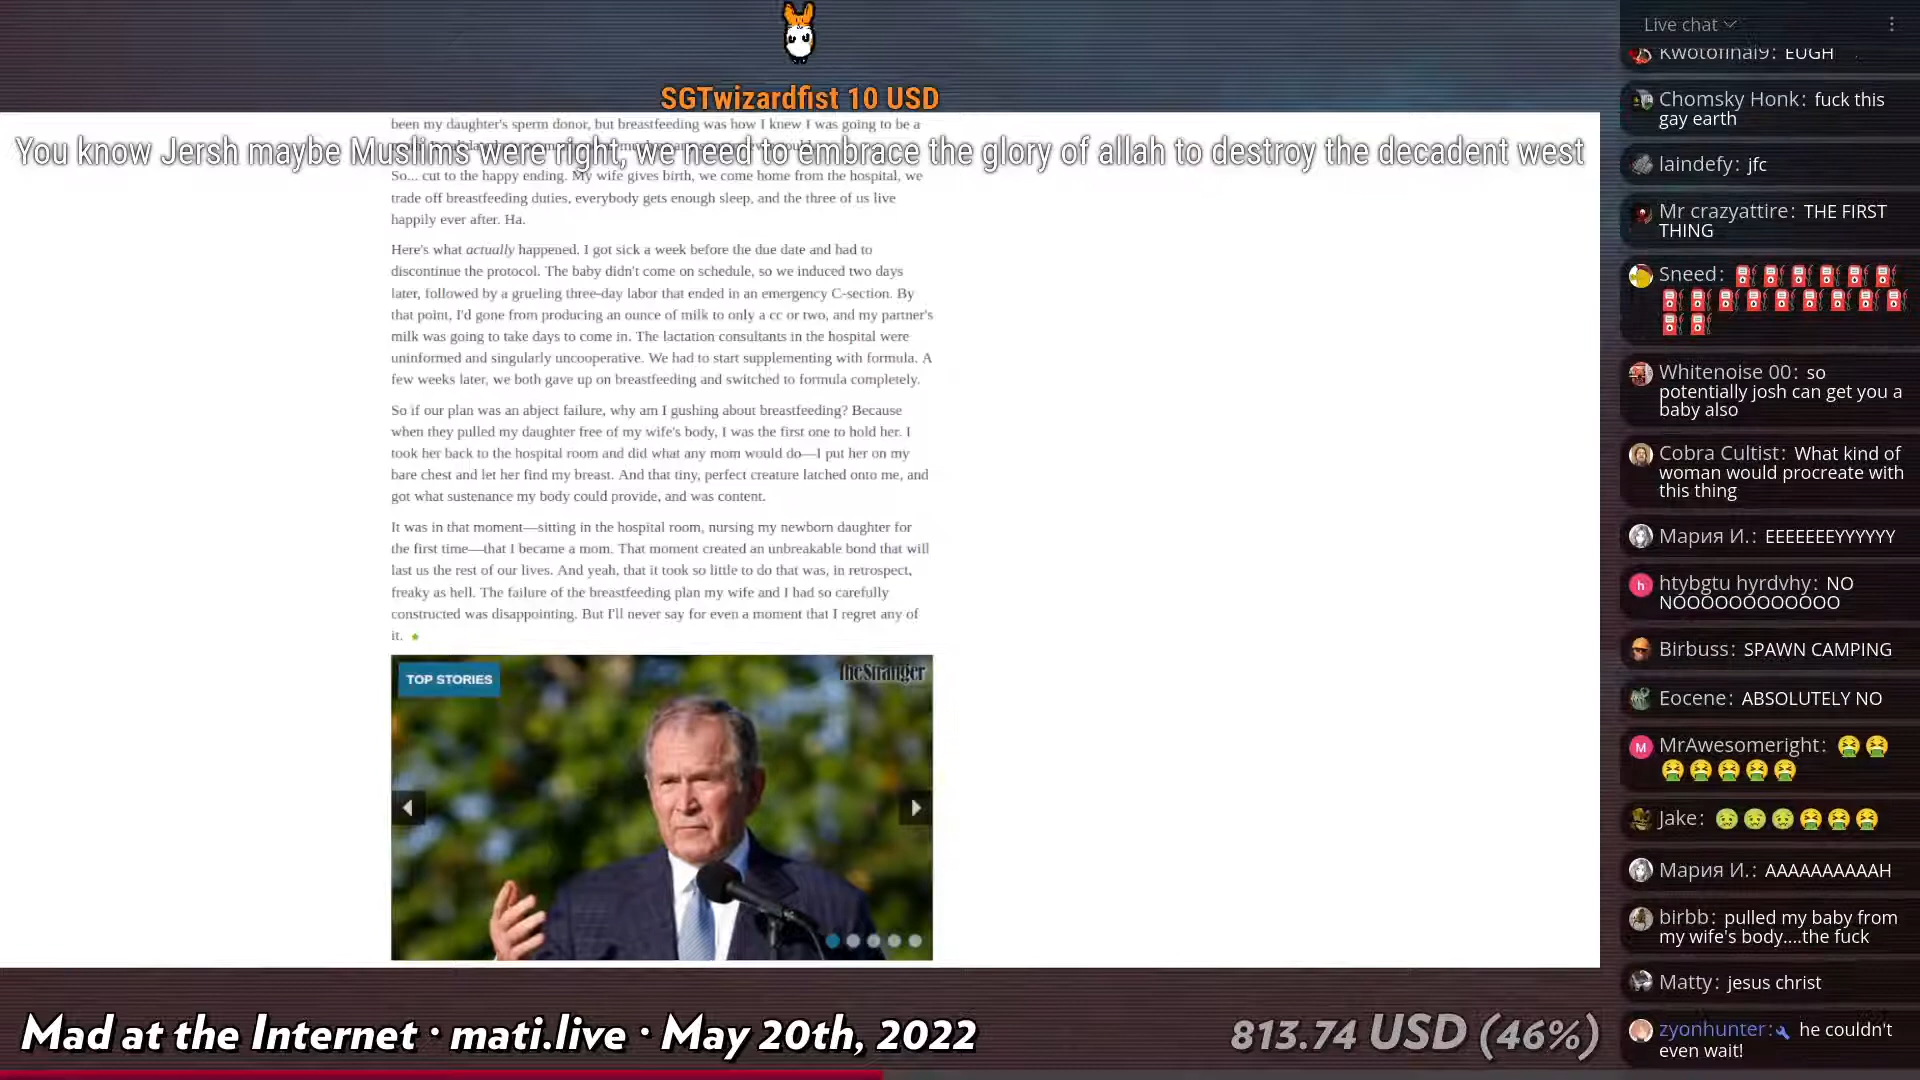 SGTwizardfist 10 USD
You know Jersh maybe Muslims were right, we need to embrace the glory of allah to destroy the decadent west
been my daughter's sperm donor, but breastfeeding was how I knew I was going to be a
So... cut to the happy ending. My wife gives birth, we come home from the hospital, we
trade off breastfeeding duties, everybody gets enough sleep, and the three of us live
happily ever after. Ha.
Here's what actually happened. I got sick a week before the due date and had to
discontinue the protocol. The baby didn't come on schedule, so we induced two days
later, followed by a grueling three-day labor that ended in an emergency C-section. By
that point, I'd gone from producing an ounce of milk to only a cc or two, and my partner's
milk was going to take days to come in. The lactation consultants in the hospital were
uninformed and singularly uncooperative. We had to start supplementing with formula. A
few weeks later, we both gave up on breastfeeding and switched to formula completely.
So if our plan was an abject failure, why am I gushing about breastfeeding? Because
when they pulled my daughter free of my wife's body, I was the first one to hold her. I
took her back to the hospital room and did what any mom would do—I put her on my
bare chest and let her find my breast. And that tiny, perfect creature latched onto me, and
got what sustenance my body could provide, and was content.
It was in that moment—sitting in the hospital room, nursing my newborn daughter for
the first time—that I became a mom. That moment created an unbreakable bond that will
last us the rest of our lives. And yeah, that it took so little to do that was, in retrospect,
freaky as hell. The failure of the breastfeeding plan my wife and I had so carefully
constructed was disappointing. But I'll never say for even a moment that I regret any of
it.
TOP STORIES
The Stranger
Mad at the Internet · mati.live · May 20th, 2022
813.74 USD (46%)
Live chat
Kwotofinal9: EUGH
Chomsky Honk: fuck this
gay earth
laindefy: jfc
Mr crazyattire: THE FIRST
THING
Sneed: ⛽⛽⛽⛽⛽⛽
⛽⛽⛽⛽⛽⛽⛽⛽⛽
⛽⛽
Whitenoise 00: so
potentially josh can get you a
baby also
Cobra Cultist: What kind of
woman would procreate with
this thing
Мария И.: EEEEEEEYYYYYY
htybgtu hyrdvhy: NO
NOOOOOOOOOOOO
Birbuss: SPAWN CAMPING
Eocene: ABSOLUTELY NO
MrAwesomeright: 🤮🤮
🤮🤮🤮🤮🤮
Jake: 🤢🤢🤢🤮🤮🤮
Мария И.: AAAAAAAAAAH
birbb: pulled my baby from
my wife's body....the fuck
Matty: jesus christ
zyonhunter: he couldn't
even wait!